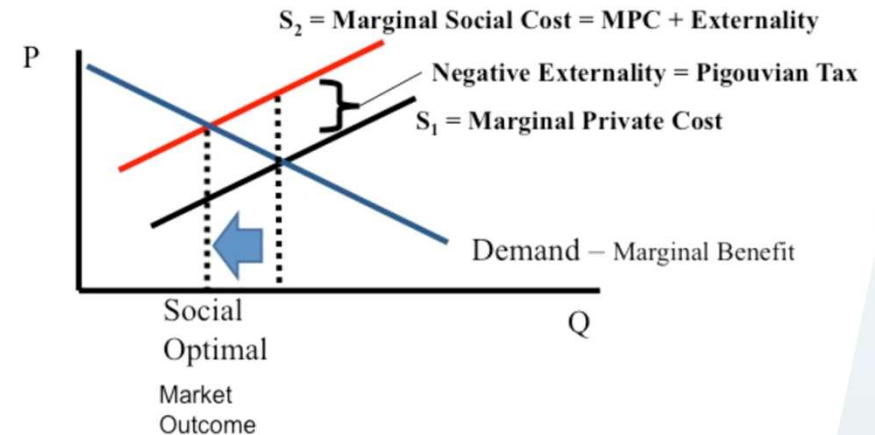 S₂ = Marginal Social Cost = MPC + Externality
P
Negative Externality = Pigouvian Tax
S₁ = Marginal Private Cost
Demand – Marginal Benefit
Social
Optimal
Q
Market
Outcome